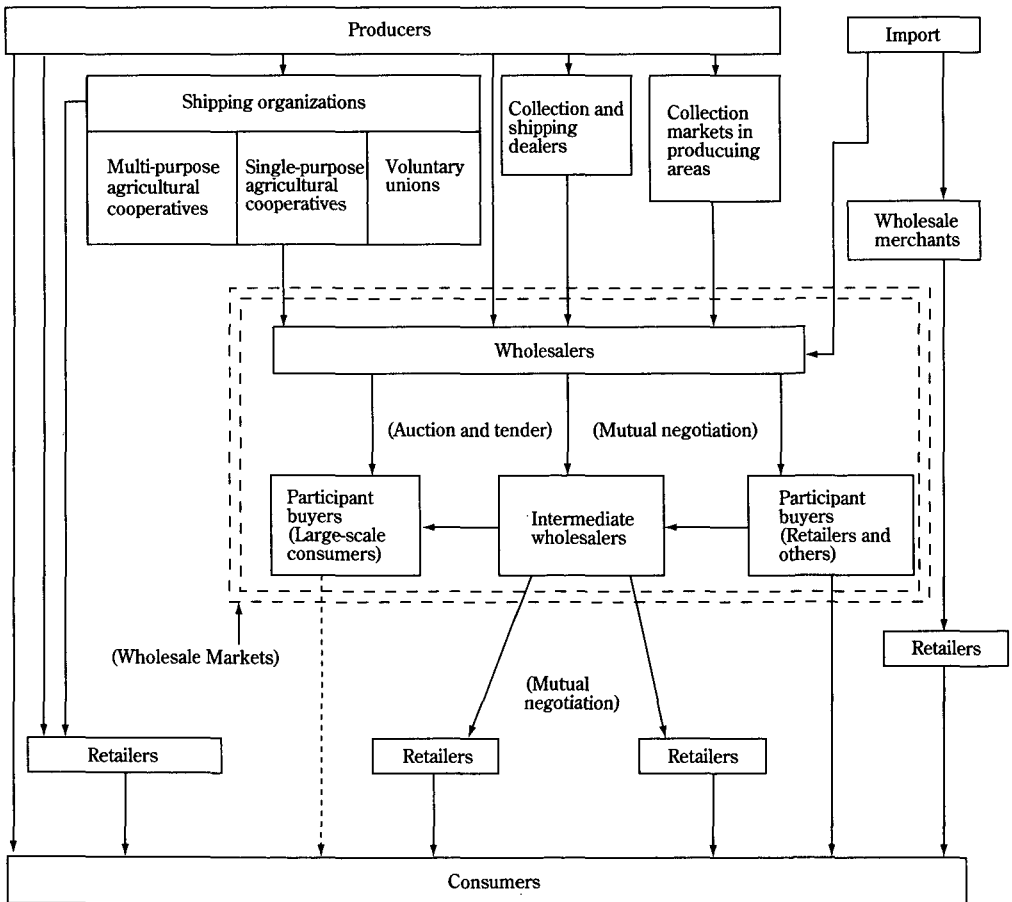 Producers
Import
Shipping organizations
Multi-purpose
agricultural
cooperatives
Single-purpose
agricultural
cooperatives
Voluntary
unions
Collection and
shipping
dealers
Collection
markets in
producuing
areas
Wholesale
merchants
Wholesalers
(Auction and tender)
(Mutual negotiation)
Participant
buyers
(Large-scale
consumers)
Intermediate
wholesalers
Participant
buyers
(Retailers and
others)
(Wholesale Markets)
(Mutual
negotiation)
Retailers
Retailers
Retailers
Retailers
Consumers